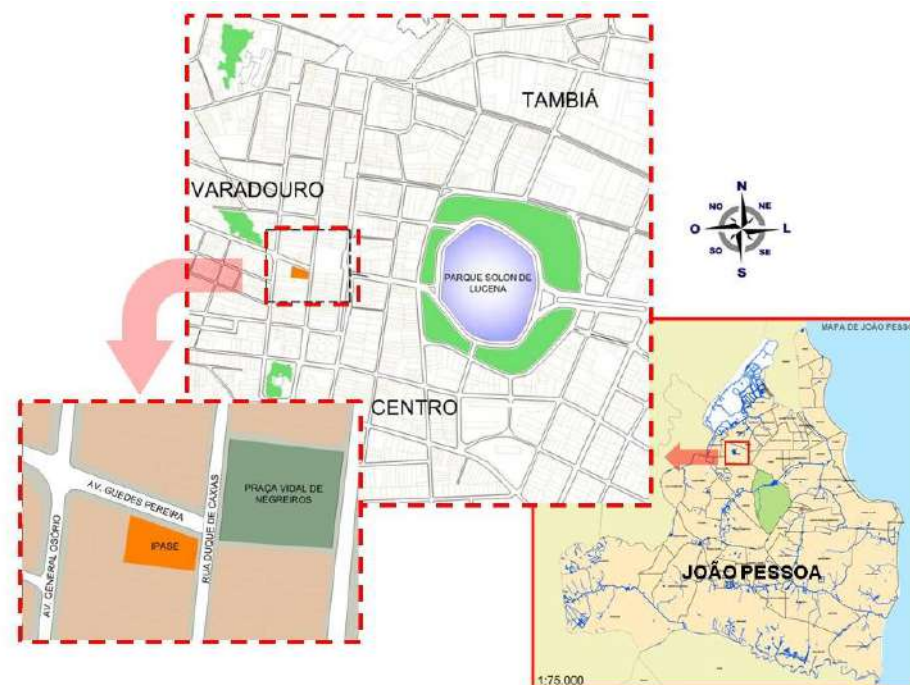 TAMBIÁ
VARADOURO
PARQUE SOLON DE
LUCENA
CENTRO
N
NO
NE
O
L
SO
SE
S
AV. GUEDES PEREIRA
PRAÇA VIDAL DE
NEGREIROS
IPASE
AV. GENERAL OSÓRIO
RUA DUQUE DE CAXIAS
MAPA DE JOÃO PESSO
JOÃO PESSOA
1:75.000